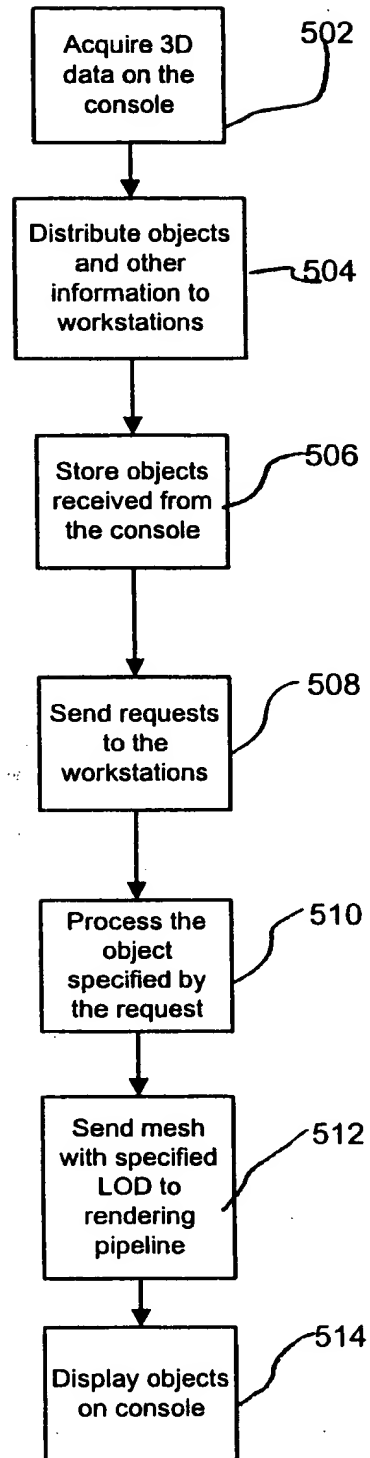 Acquire 3D
data on the
console
502
Distribute objects
and other
information to
workstations
504
Store objects
received from
the console
506
Send requests
to the
workstations
508
Process the
object
specified by
the request
510
Send mesh
with specified
LOD to
rendering
pipeline
512
Display objects
on console
514